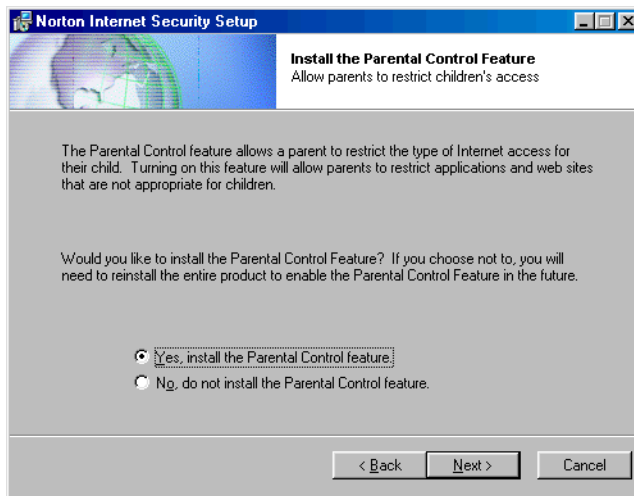 Norton Internet Security Setup
Install the Parental Control Feature
Allow parents to restrict children's access
The Parental Control feature allows a parent to restrict the type of Internet access for
their child. Turning on this feature will allow parents to restrict applications and web sites
that are not appropriate for children.
Would you like to install the Parental Control Feature? If you choose not to, you will
need to reinstall the entire product to enable the Parental Control Feature in the future.
Yes, install the Parental Control feature.
No, do not install the Parental Control feature.
< Back Next > Cancel